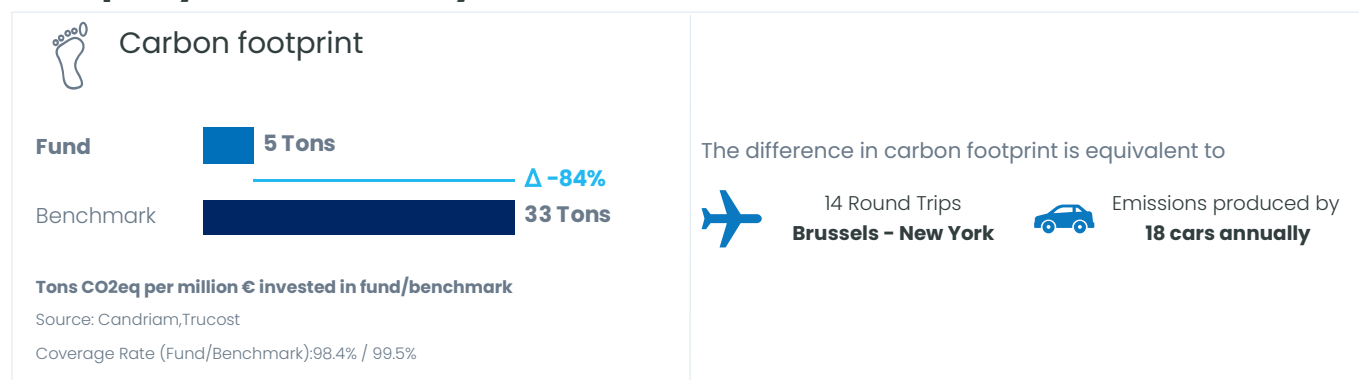 Carbon footprint
Fund
5 Tons
Δ -84%
Benchmark
33 Tons
Tons CO2eq per million € invested in fund/benchmark
Source: Candriam,Trucost
Coverage Rate (Fund/Benchmark):98.4% / 99.5%
The difference in carbon footprint is equivalent to
14 Round Trips
Brussels - New York
Emissions produced by
18 cars annually